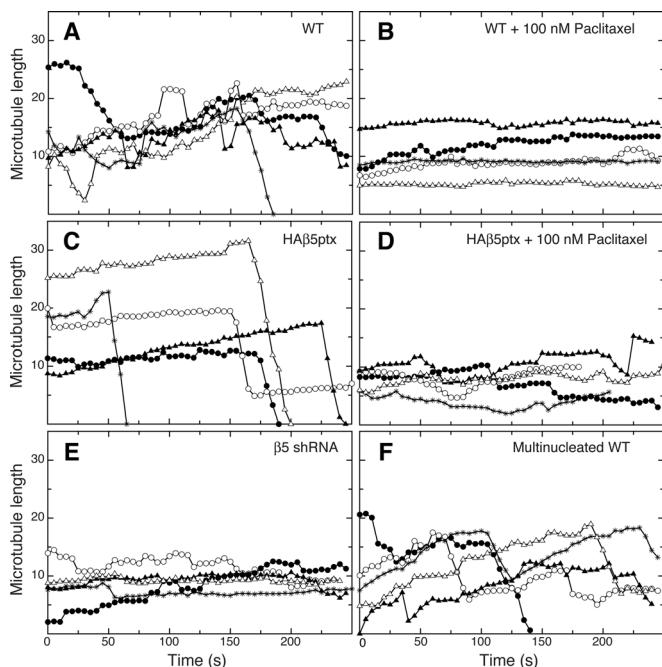 A WT
B WT + 100 nM Paclitaxel
Microtubule length
30
20
10
C HAβ5ptx
D HAβ5ptx + 100 nM Paclitaxel
Microtubule length
30
20
10
E β5 shRNA
F Multinucleated WT
Microtubule length
30
20
10
0 50 100 150 200
0 50 100 150 200
Time (s)
Time (s)